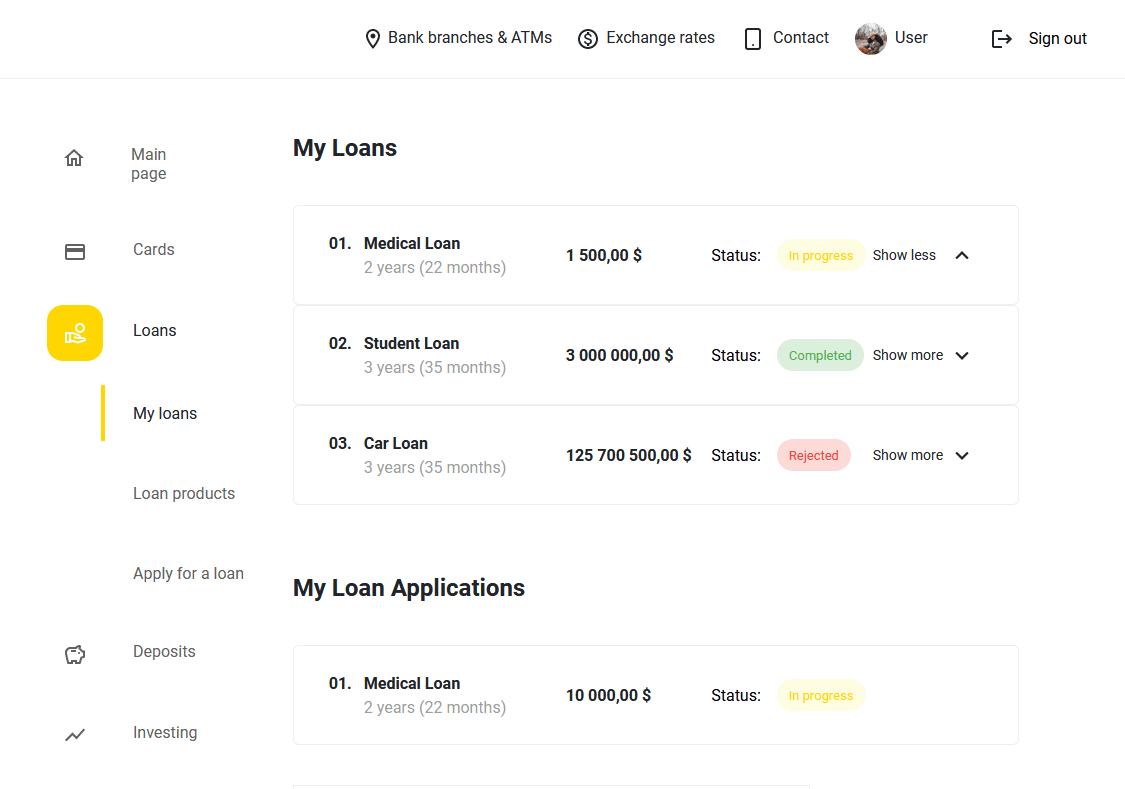 Bank branches & ATMs
Exchange rates
Contact
User
Sign out
Main
page
Cards
Loans
My loans
Loan products
Apply for a loan
Deposits
Investing
My Loans
01. Medical Loan
2 years (22 months)
1 500,00 $
Status: In progress
Show less
02. Student Loan
3 years (35 months)
3 000 000,00 $
Status: Completed
Show more
03. Car Loan
3 years (35 months)
125 700 500,00 $
Status: Rejected
Show more
My Loan Applications
01. Medical Loan
2 years (22 months)
10 000,00 $
Status: In progress